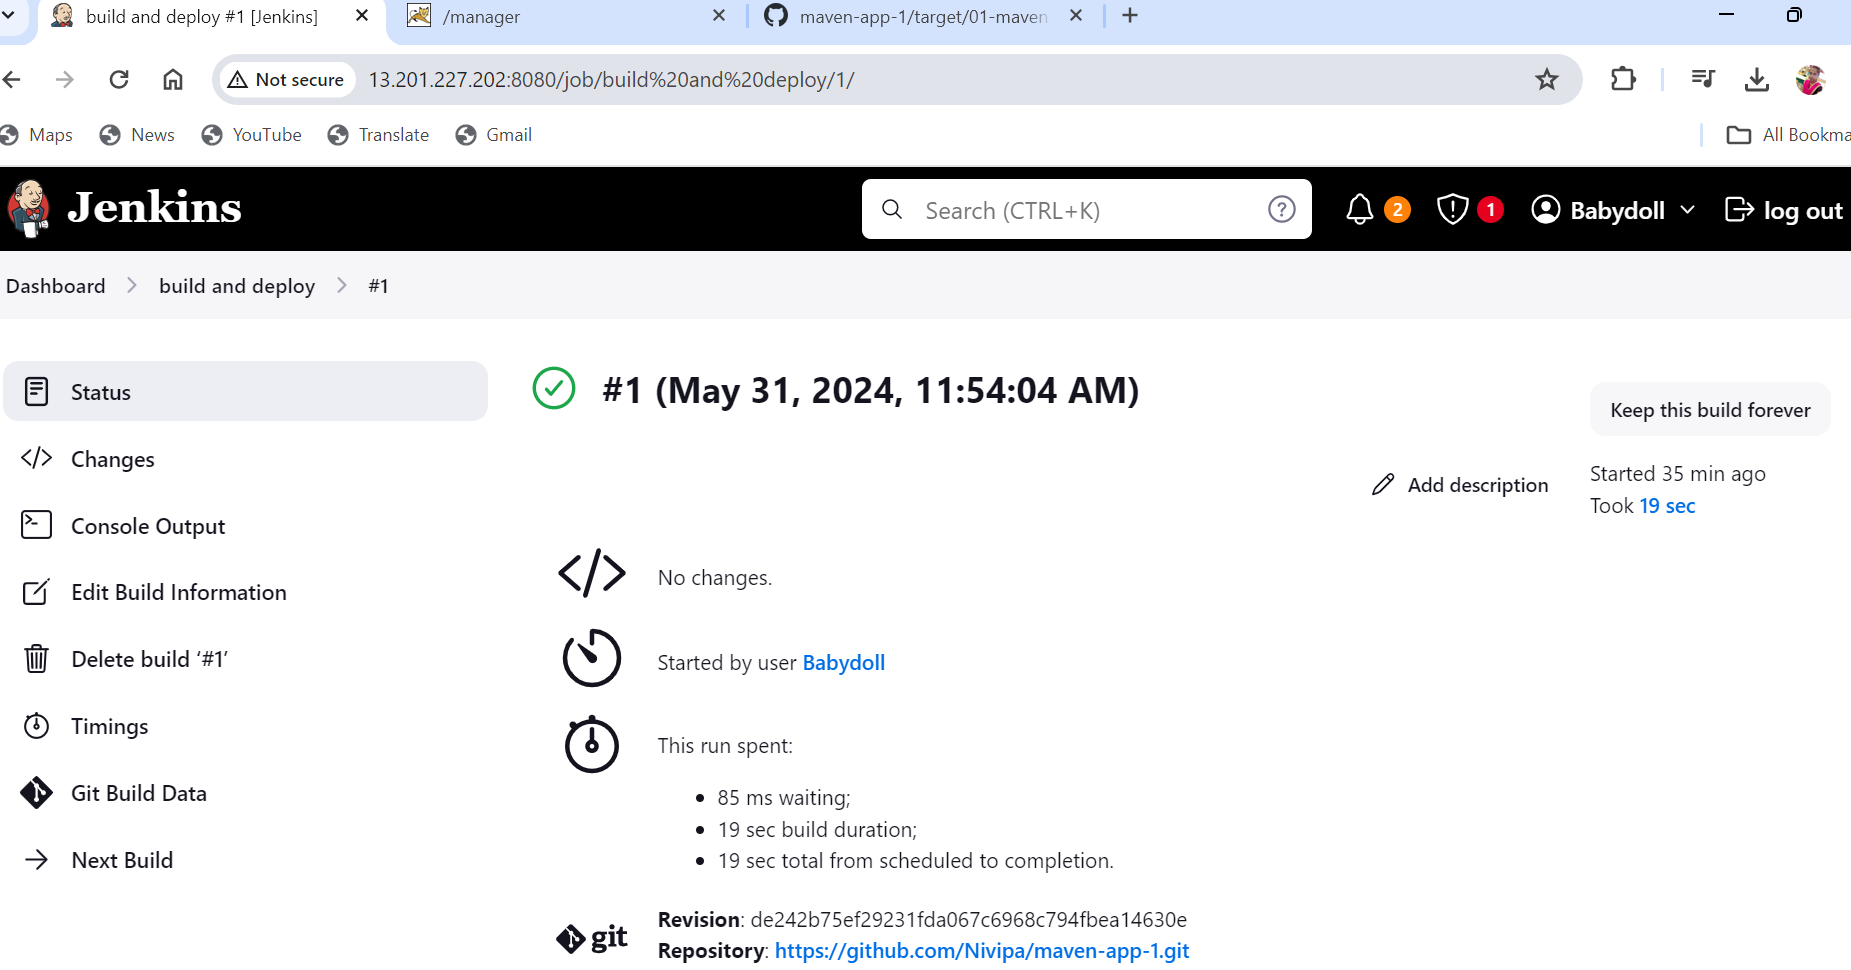 build and deploy #1 [Jenkins]
/manager
maven-app-1/target/01-maven
Not secure
13.201.227.202:8080/job/build%20and%20deploy/1/
Maps
News
YouTube
Translate
Gmail
All Bookma
Jenkins
Search (CTRL+K)
2
1
Babydoll
log out
Dashboard
build and deploy
#1
Status
Changes
Console Output
Edit Build Information
Delete build ‘#1’
Timings
Git Build Data
Next Build
#1 (May 31, 2024, 11:54:04 AM)
Keep this build forever
Add description
Started 35 min ago
Took 19 sec
No changes.
Started by user Babydoll
This run spent:
85 ms waiting;
19 sec build duration;
19 sec total from scheduled to completion.
git
Revision: de242b75ef29231fda067c6968c794fbea14630e
Repository: https://github.com/Nivipa/maven-app-1.git